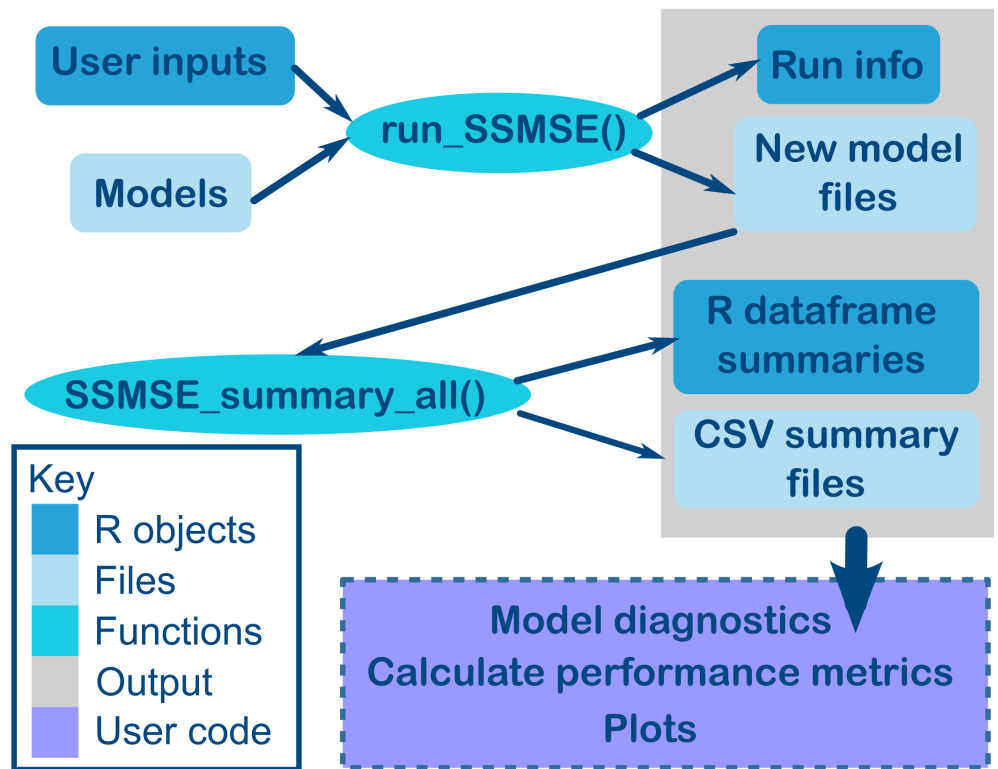 User inputs
Models
run_SSMSE()
Run info
New model
files
SSMSE_summary_all()
R dataframe
summaries
CSV summary
files
Key
R objects
Files
Functions
Output
User code
Model diagnostics
Calculate performance metrics
Plots